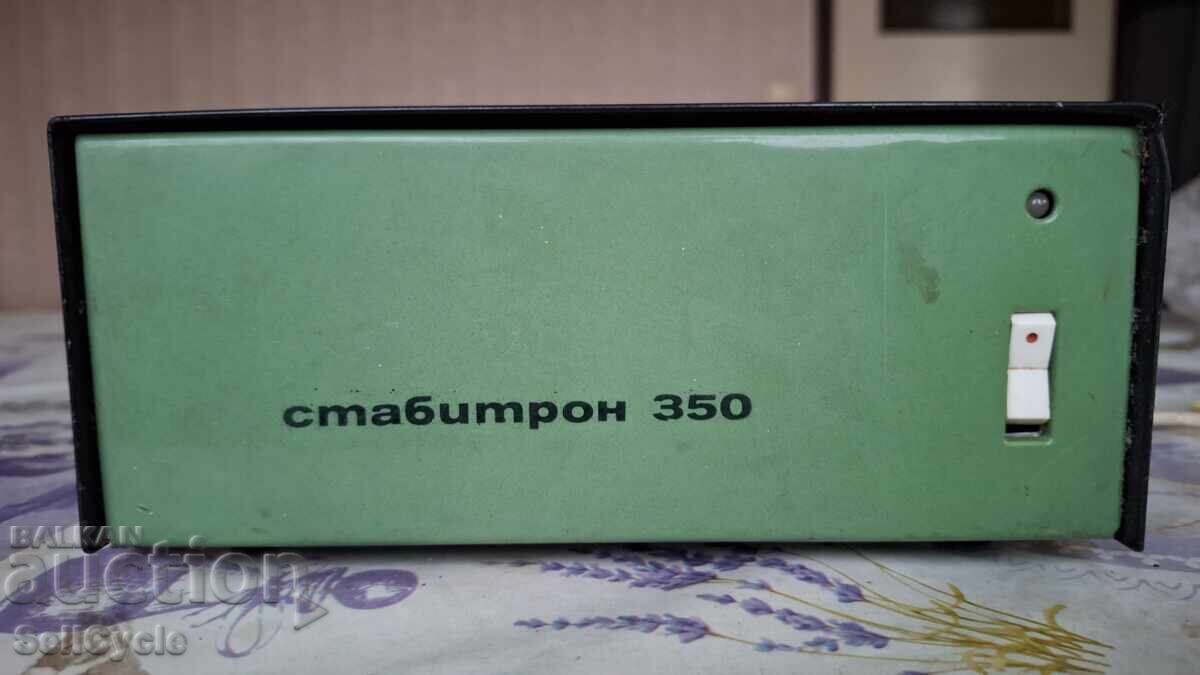 стабитрон 350
BALKAN
auction
SellCycle